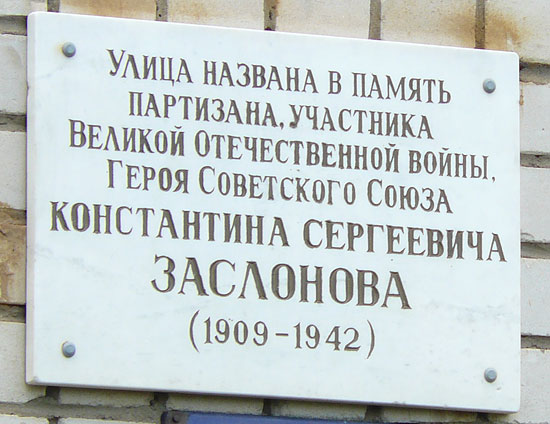 Улица названа в память
партизана, участника
Великой Отечественной войны,
Героя Советского Союза
Константина Сергеевича
Заслонова
(1909-1942)